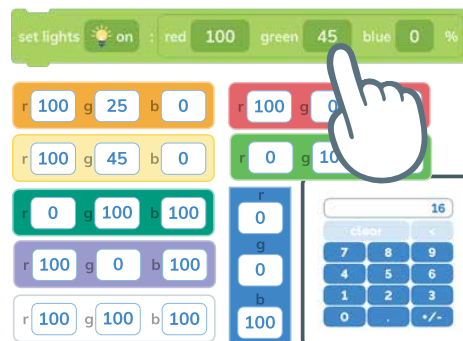 set lights on : red 100 green 45 blue 0 %
r 100 g 25 b 0
r 100 g 45 b 0
r 0 g 100 b 100
r 100 g 0 b 100
r 100 g 100 b 100
r 100 g 0
r 0 g
r
0
g
0
b
100
16
clear <
7 8 9
4 5 6
1 2 3
0 . +/-